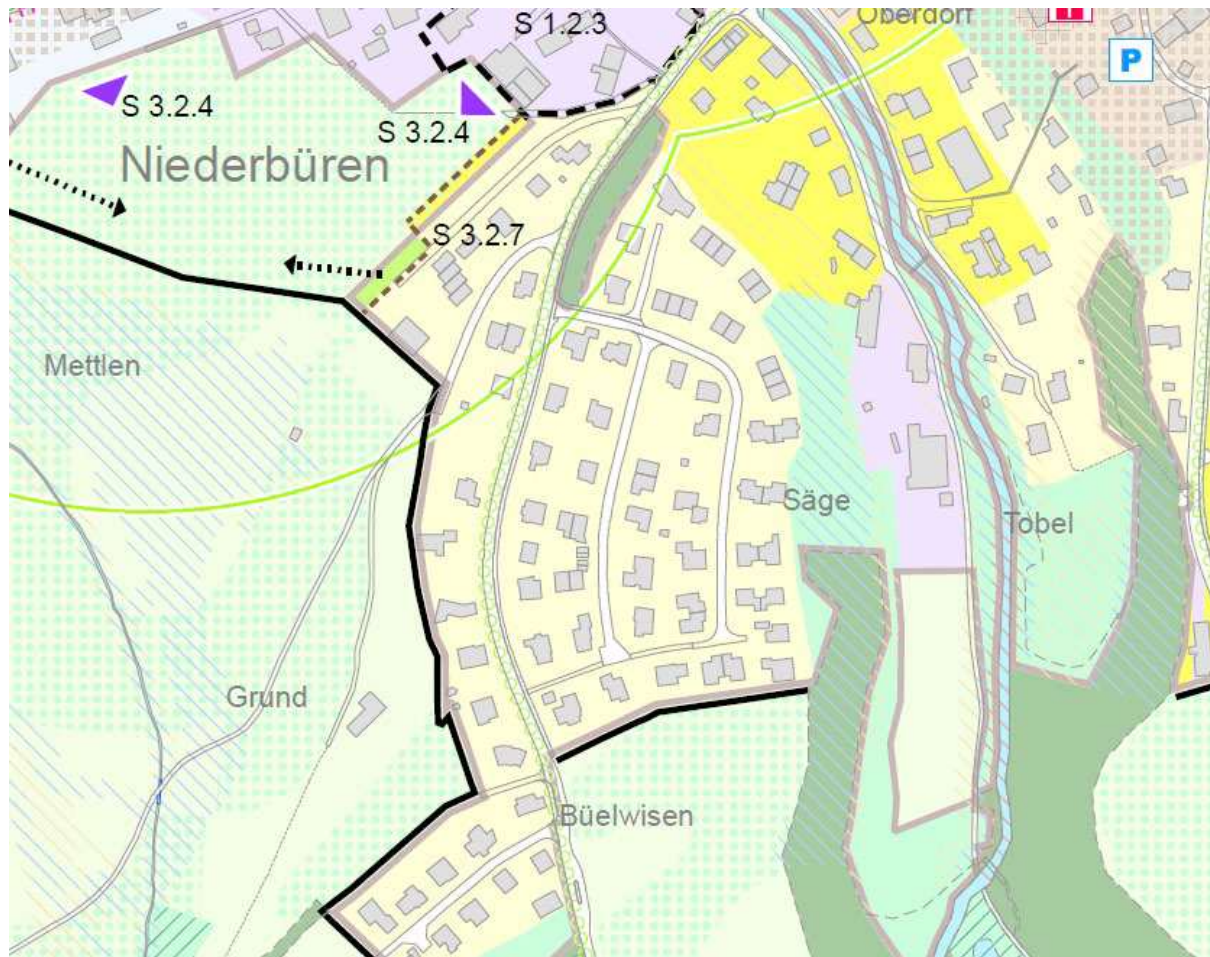 Oberdorf
S 1.2.3
P
S 3.2.4
S 3.2.4
Niederbüren
S 3.2.7
Mettlen
Säge
Tobel
Grund
Büelwisen